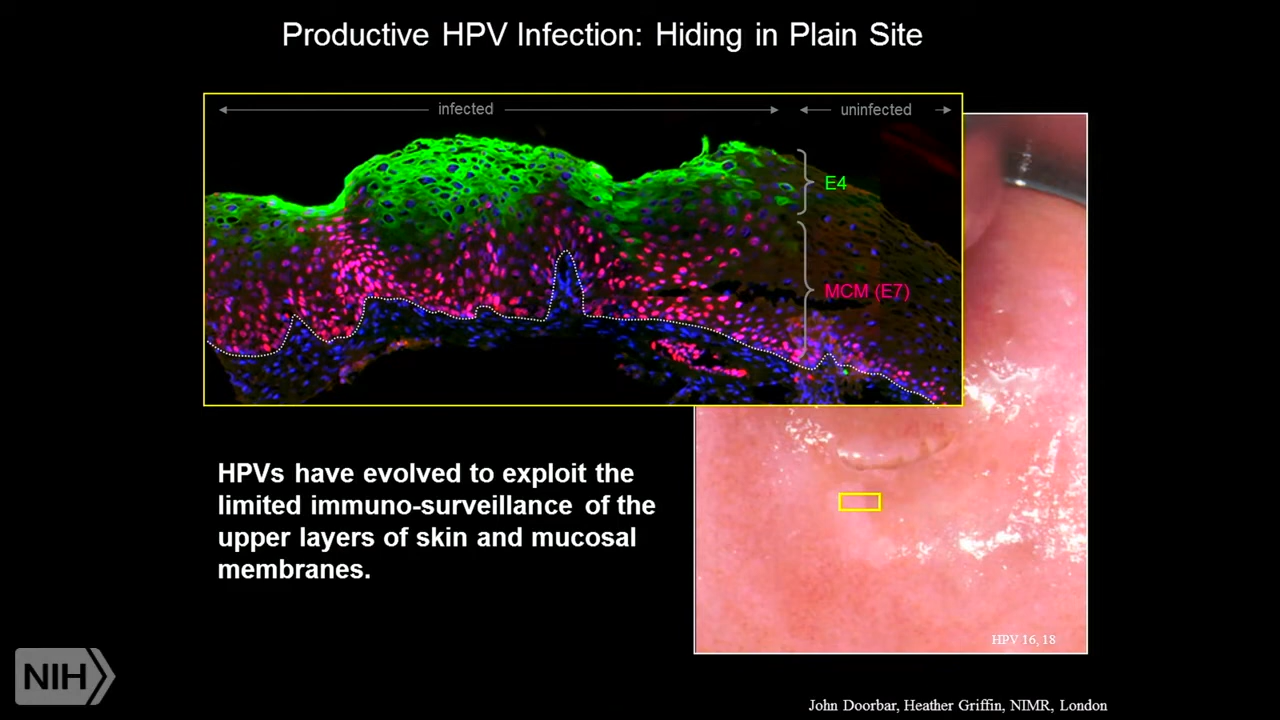 Productive HPV Infection: Hiding in Plain Site
infected
uninfected
E4
MCM (E7)
HPVs have evolved to exploit the
limited immuno-surveillance of the
upper layers of skin and mucosal
membranes.
HPV 16, 18
NIH
John Doorbar, Heather Griffin, NIMR, London